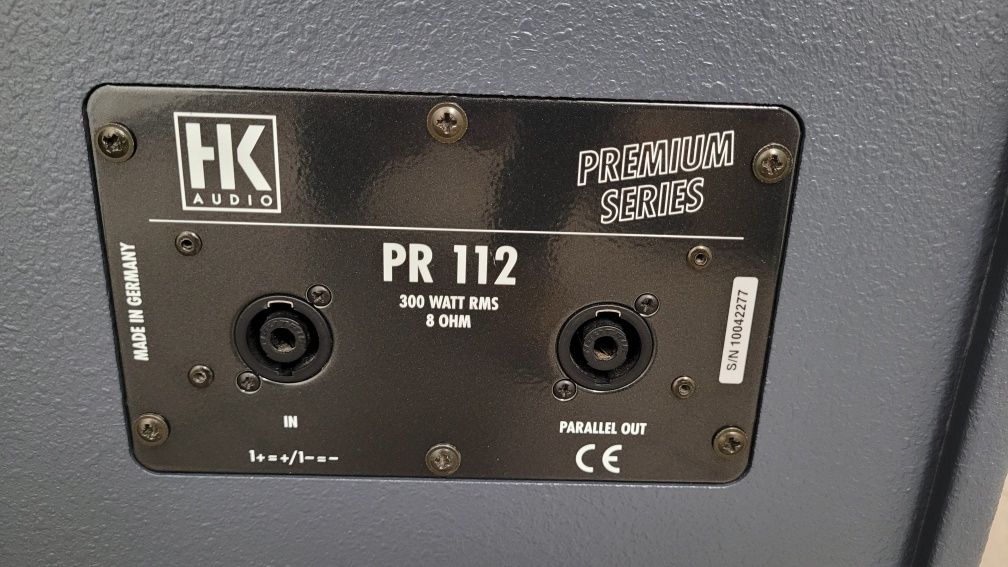 HK
AUDIO
PREMIUM
SERIES
PR 112
300 WATT RMS
8 OHM
MADE IN GERMANY
S/N 10042277
IN
PARALLEL OUT
1+=+/1-=-
CE